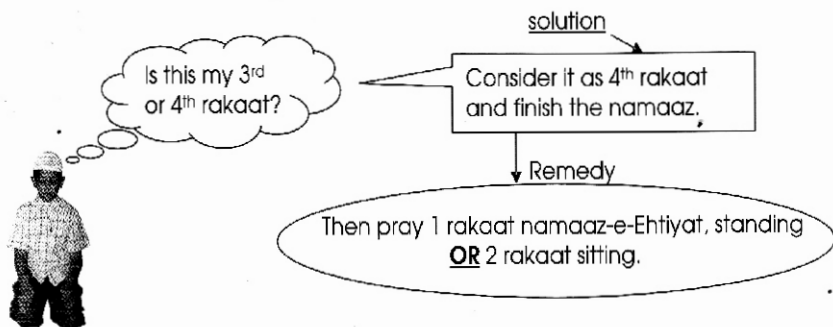 solution
Is this my 3rd
or 4th rakaat?
Consider it as 4th rakaat
and finish the namaaz.
Remedy
Then pray 1 rakaat namaaz-e-Ehtiyat, standing
OR 2 rakaat sitting.